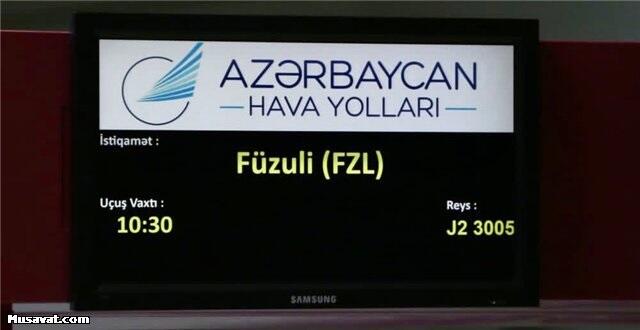 AZƏRBAYCAN
HAVA YOLLARI
İstiqamət :
Füzuli (FZL)
Uçuş Vaxtı :
10:30
Reys :
J2 3005
SAMSUNG
Musavat.com